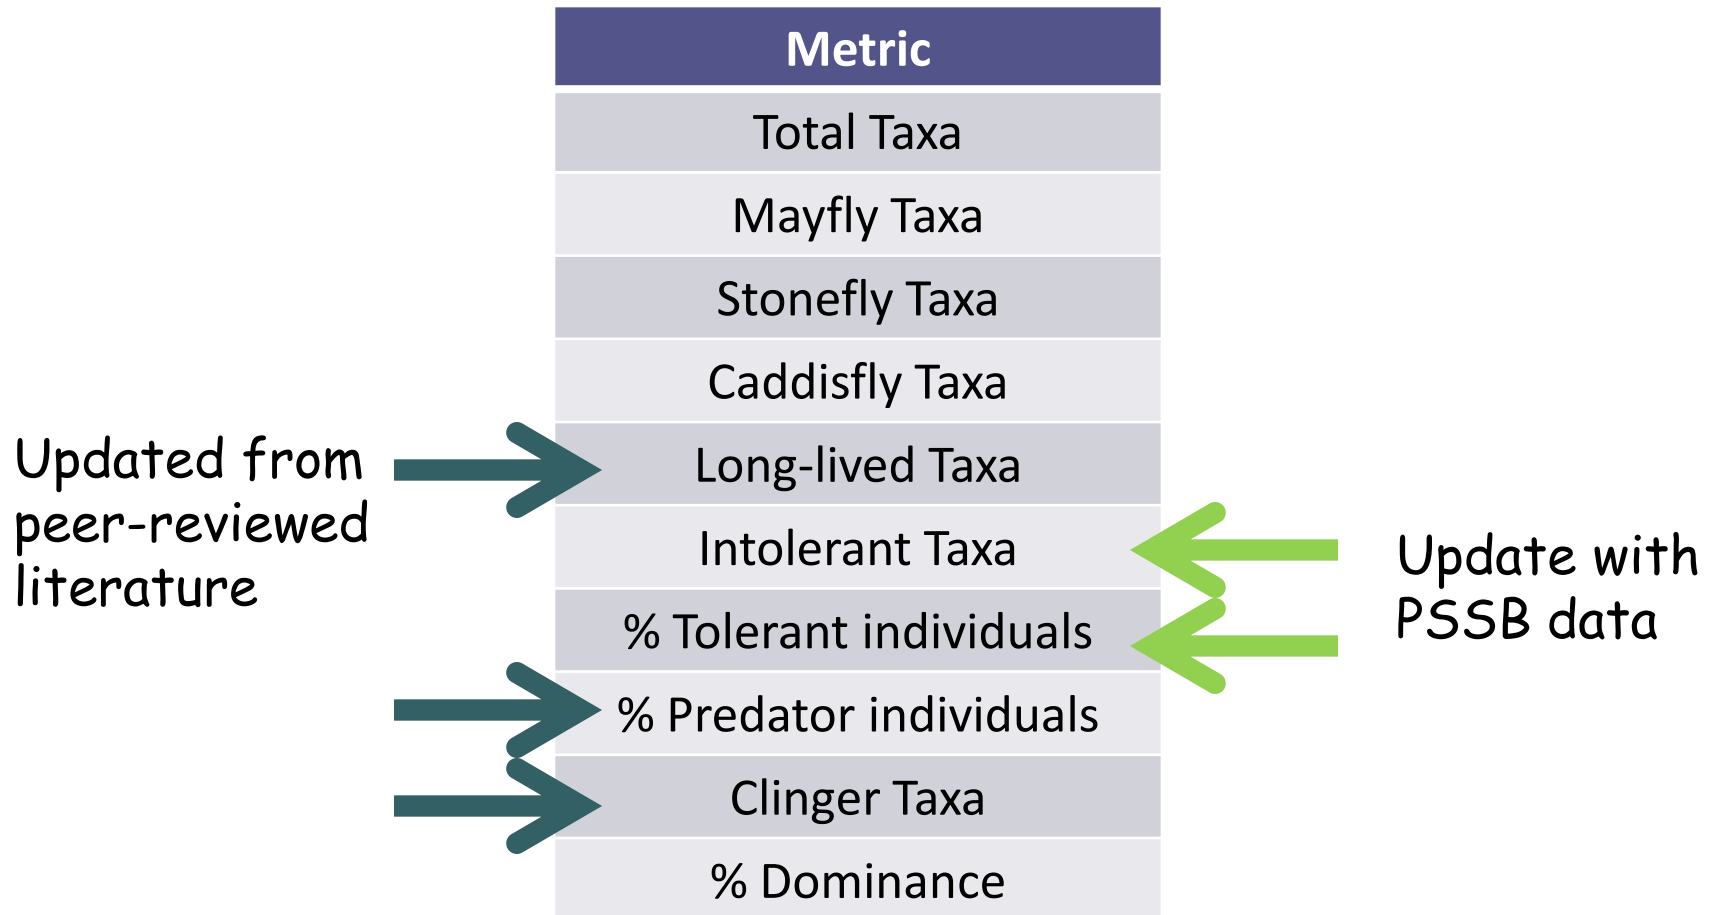 Metric
Total Taxa
Mayfly Taxa
Stonefly Taxa
Caddisfly Taxa
Long-lived Taxa
Intolerant Taxa
% Tolerant individuals
% Predator individuals
Clinger Taxa
% Dominance
Updated from
peer-reviewed
literature
Update with
PSSB data